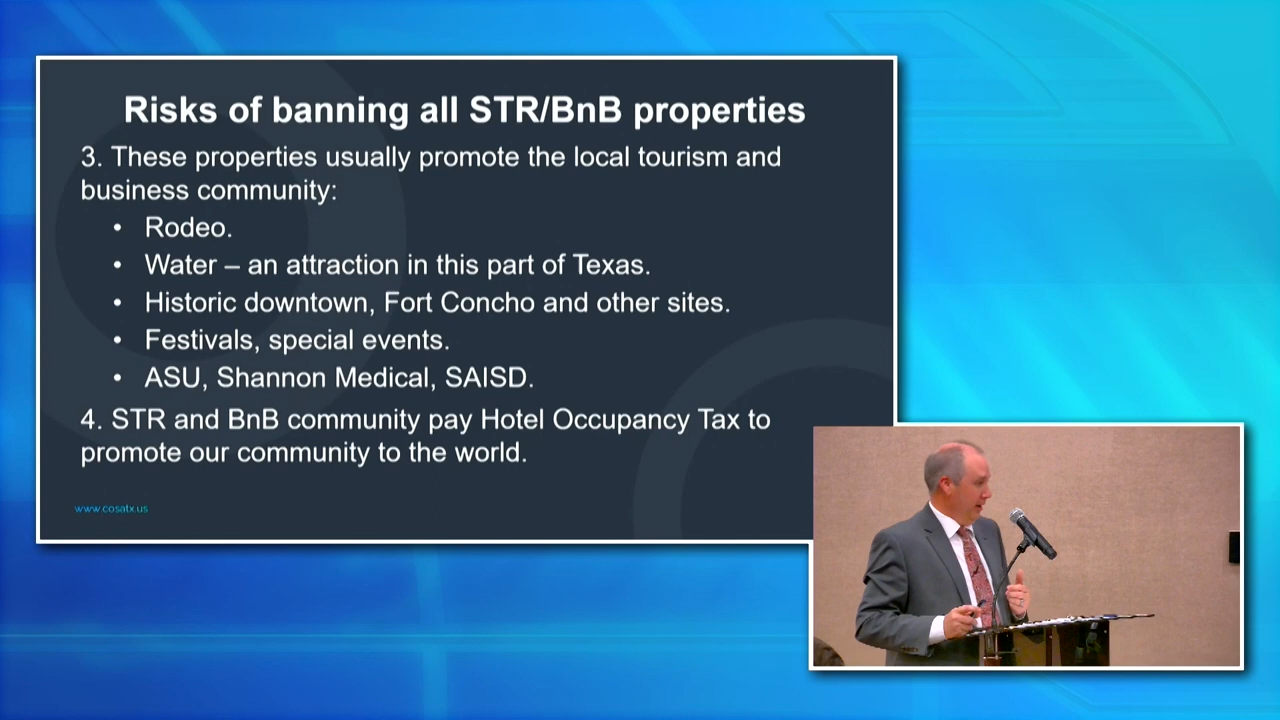 Risks of banning all STR/BnB properties
3. These properties usually promote the local tourism and
business community:
• Rodeo.
• Water – an attraction in this part of Texas.
• Historic downtown, Fort Concho and other sites.
• Festivals, special events.
• ASU, Shannon Medical, SAISD.
4. STR and BnB community pay Hotel Occupancy Tax to
promote our community to the world.
www.cosatx.us